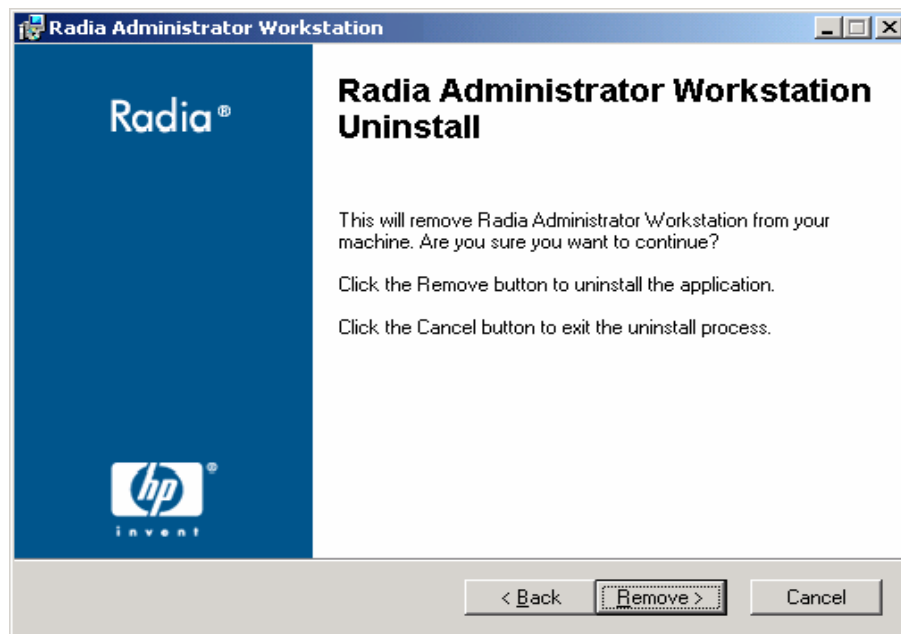 Radia Administrator Workstation
Radia®
Radia Administrator Workstation
Uninstall
This will remove Radia Administrator Workstation from your
machine. Are you sure you want to continue?
Click the Remove button to uninstall the application.
Click the Cancel button to exit the uninstall process.
hp®
invent
< Back
Remove >
Cancel